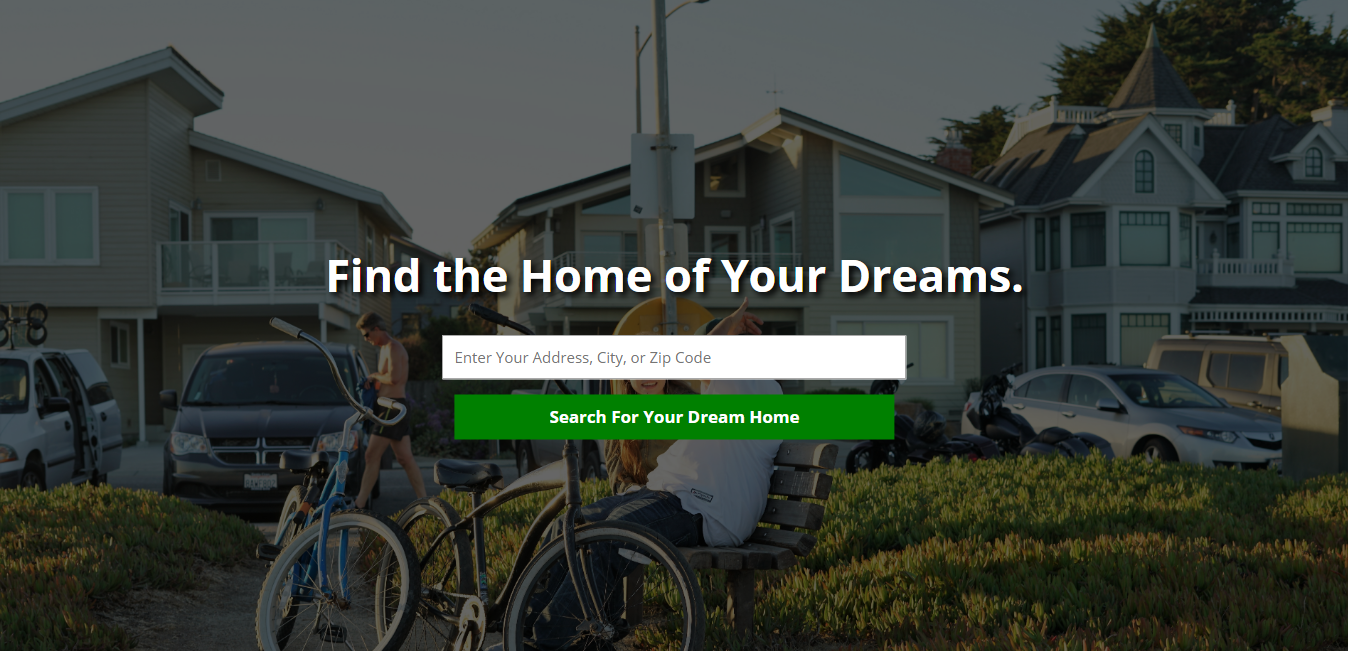 Find the Home of Your Dreams.
Enter Your Address, City, or Zip Code
Search For Your Dream Home